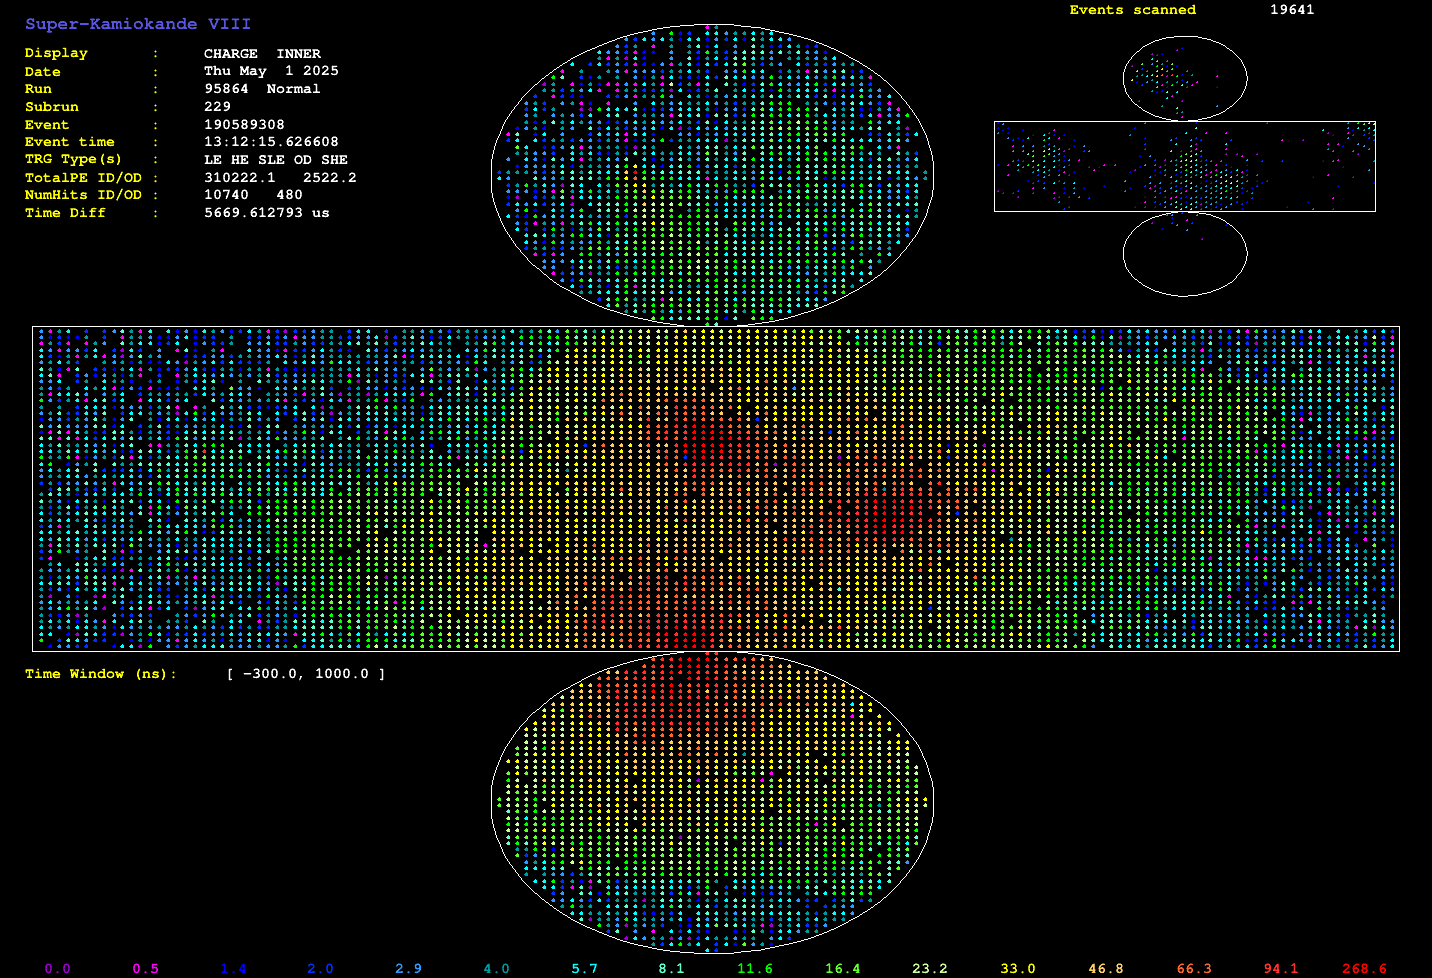 Super-Kamiokande VIII
Events scanned 19641
Display : CHARGE INNER
Date : Thu May 1 2025
Run : 95864 Normal
Subrun : 229
Event : 190589308
Event time : 13:12:15.626608
TRG Type(s) : LE HE SLE OD SHE
TotalPE ID/OD : 310222.1 2522.2
NumHits ID/OD : 10740 480
Time Diff : 5669.612793 us
Time Window (ns): [ -300.0, 1000.0 ]
0.0 0.5 1.4 2.0 2.9 4.0 5.7 8.1 11.6 16.4 23.2 33.0 46.8 66.3 94.1 268.6